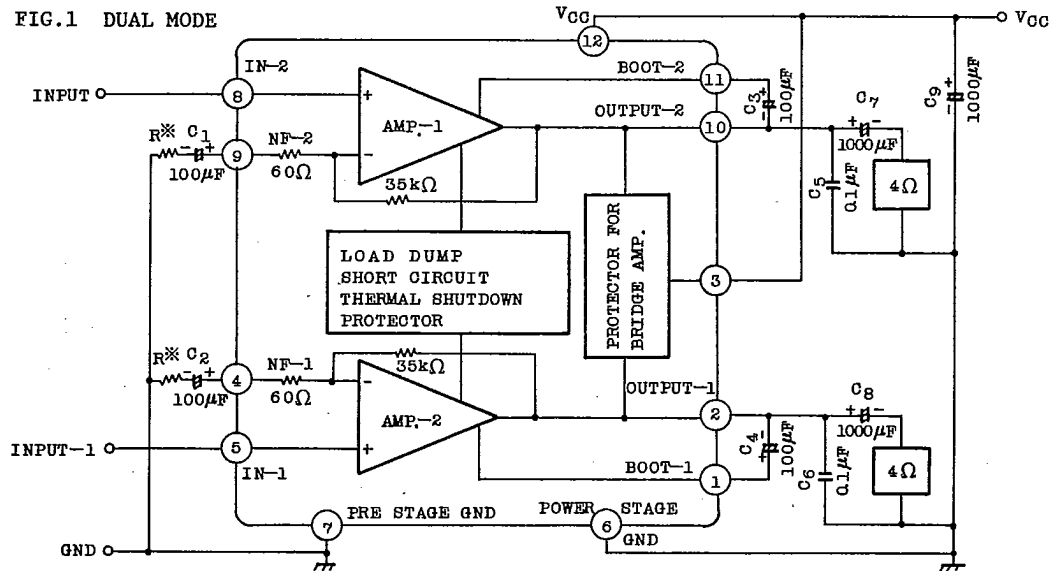 FIG.1 DUAL MODE
VCC
VCC
12
IN-2
BOOT-2
11
INPUT
8
+
AMP.-1
OUTPUT-2
10
C3
+
-
100μF
C7
+ -
1000μF
C9
+
-
1000μF
R※ C1
- +
100μF
9
NF-2
60Ω
-
35kΩ
C5
0.1μF
4Ω
LOAD DUMP
SHORT CIRCUIT
THERMAL SHUTDOWN
PROTECTOR
PROTECTOR FOR
BRIDGE AMP.
3
R※ C2
- +
100μF
4
NF-1
60Ω
35kΩ
-
AMP.-2
OUTPUT-1
2
C8
+ -
1000μF
INPUT-1
5
IN-1
+
BOOT-1
1
C4
-
+
100μF
C6
0.1μF
4Ω
7
PRE STAGE GND
POWER STAGE
6
GND
GND